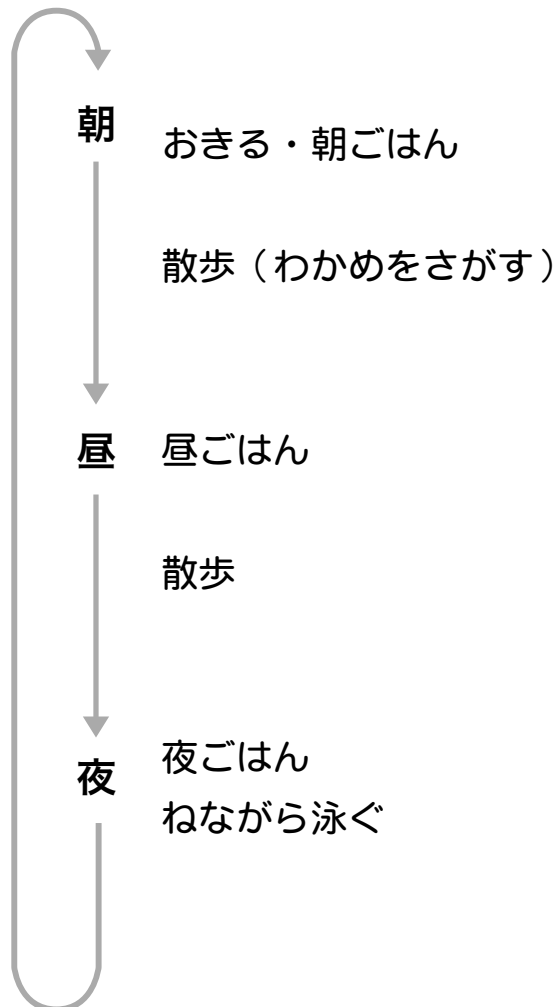 朝
おきる・朝ごはん
散歩（わかめをさがす）
昼
昼ごはん
散歩
夜
夜ごはん
ねながら泳ぐ